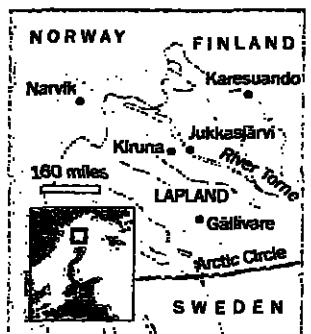 NORWAY
FINLAND
Karesuando
Narvik
Jukkasjärvi
Kiruna
River Torne
160 miles
LAPLAND
Gällivare
Arctic Circle
SWEDEN